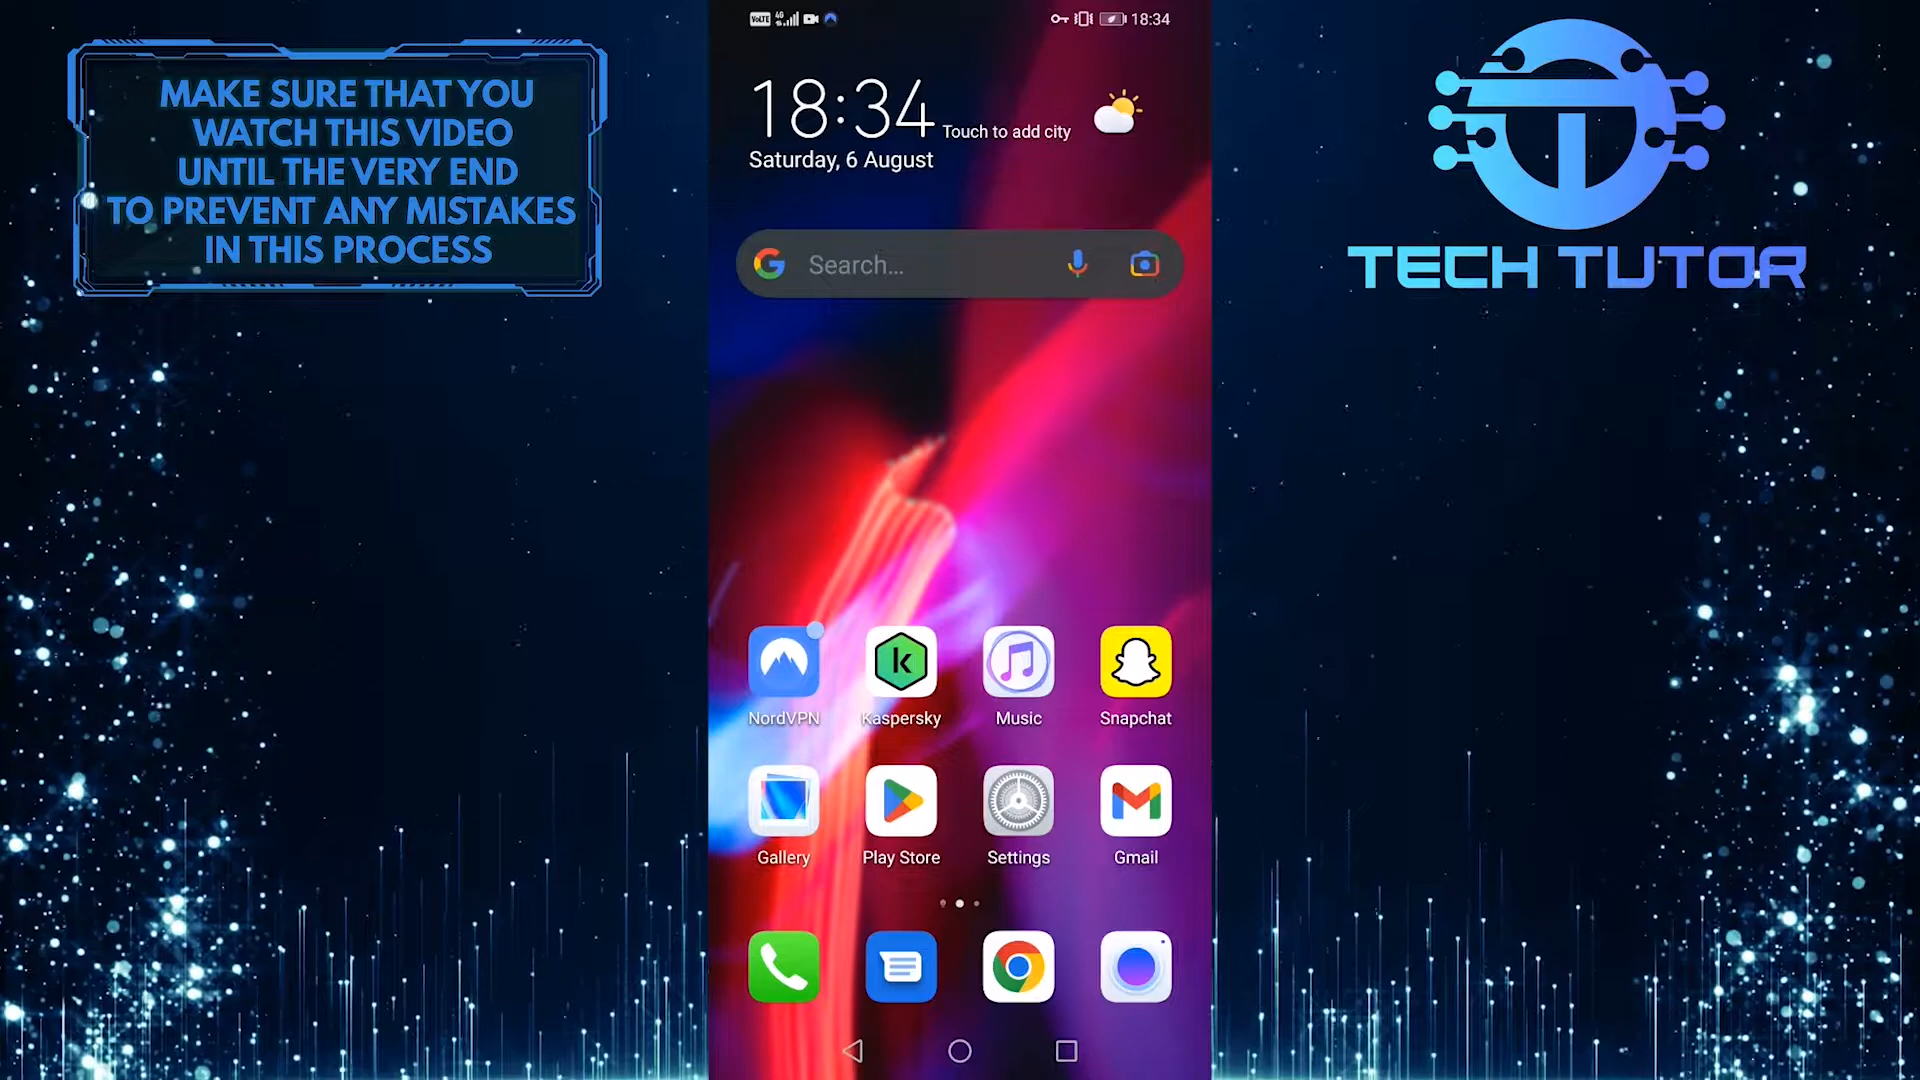 MAKE SURE THAT YOU
WATCH THIS VIDEO
UNTIL THE VERY END
TO PREVENT ANY MISTAKES
IN THIS PROCESS
VoLTE 4G 18:34
18:34 Touch to add city
Saturday, 6 August
Search...
NordVPN Kaspersky Music Snapchat
Gallery Play Store Settings Gmail
TECH TUTOR